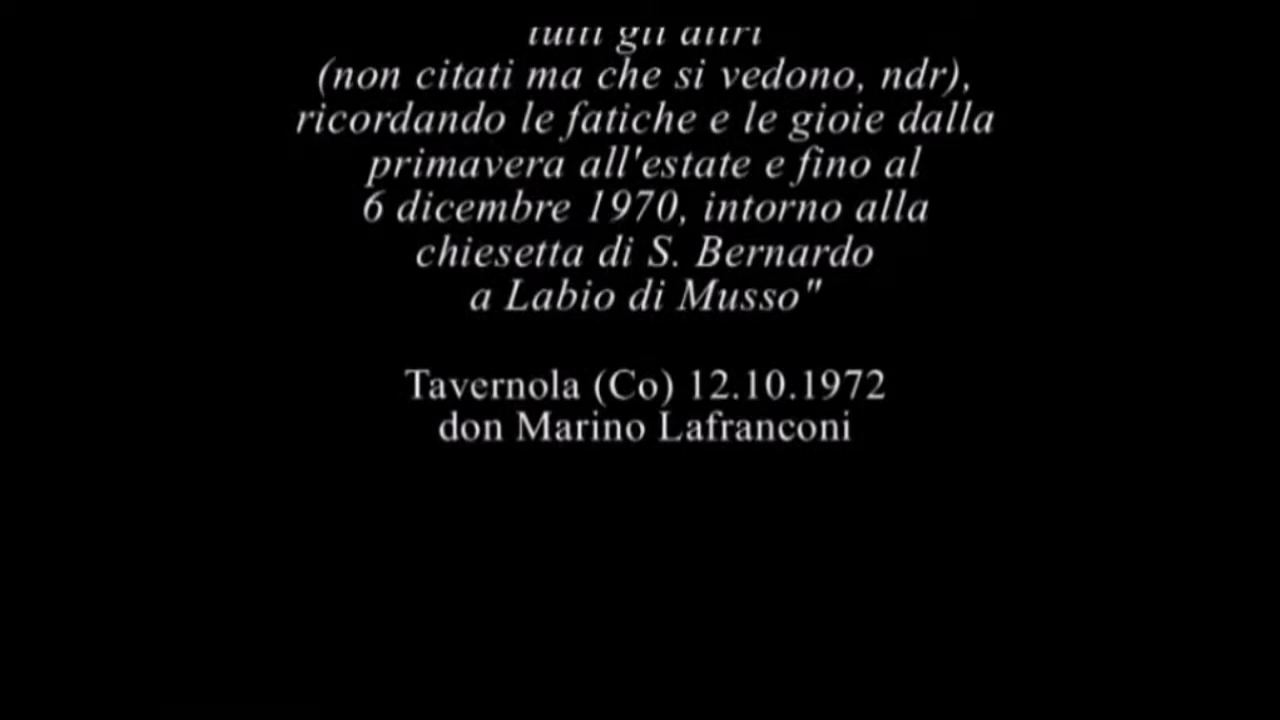 tutti gli altri
(non citati ma che si vedono, ndr),
ricordando le fatiche e le gioie dalla
primavera all'estate e fino al
6 dicembre 1970, intorno alla
chiesetta di S. Bernardo
a Labio di Musso"
Tavernola (Co) 12.10.1972
don Marino Lafranconi